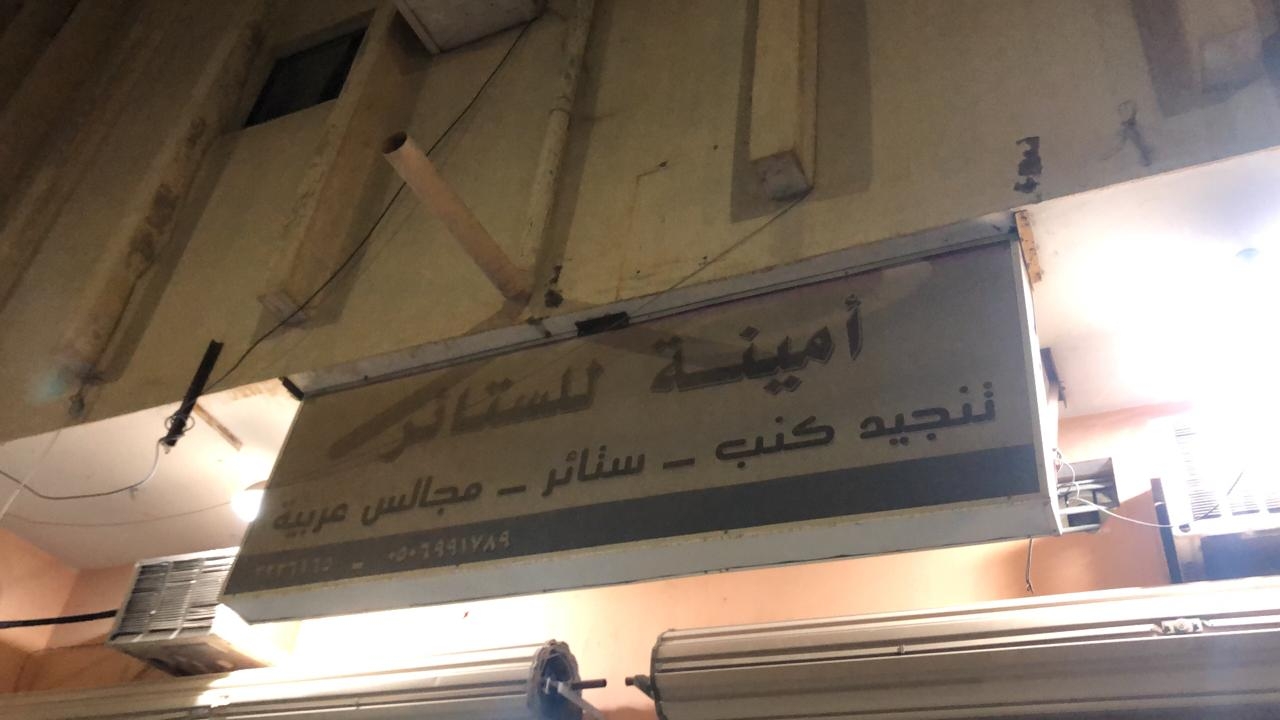 أمينة للستائر
تنجيد كنب - ستائر - مجالس عربية
٠٥٠٦٩٩١٧٨٩ -